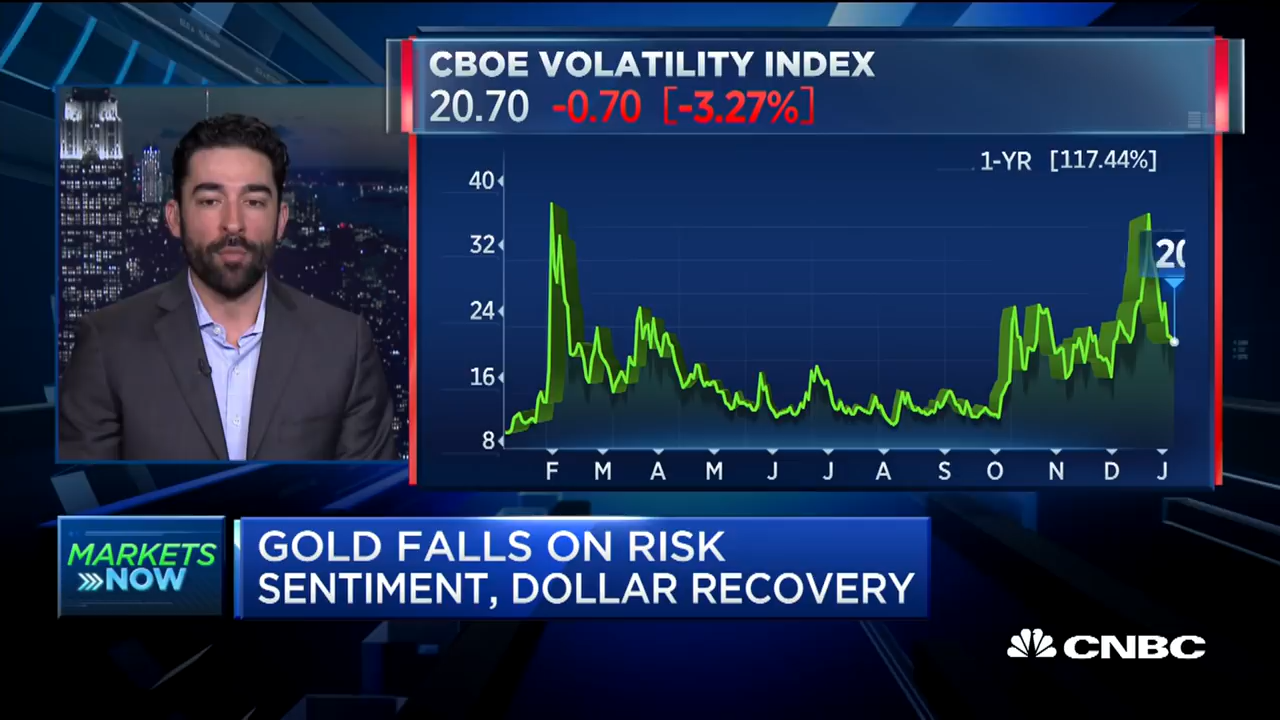 CBOE VOLATILITY INDEX
20.70 -0.70 [-3.27%]
1-YR [117.44%]
40
32
20
24
16
8
F M A M J J A S O N D J
MARKETS
NOW
GOLD FALLS ON RISK
SENTIMENT, DOLLAR RECOVERY
CNBC